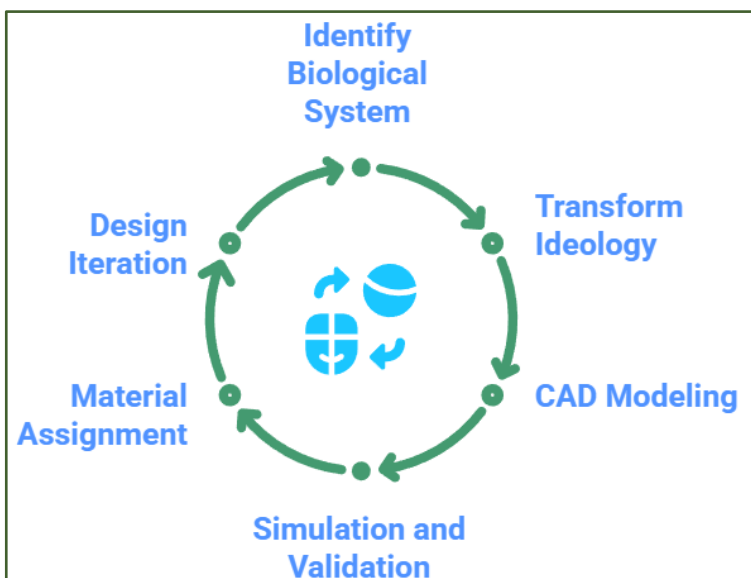 Identify
Biological
System
Transform
Ideology
CAD Modeling
Simulation and
Validation
Material
Assignment
Design
Iteration